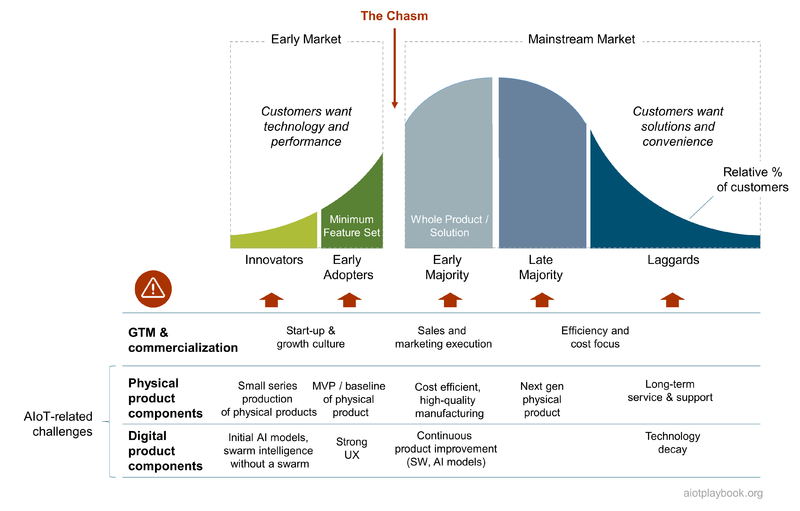 The Chasm
Early Market
Mainstream Market
Customers want
technology and
performance
Customers want
solutions and
convenience
Relative %
of customers
Minimum
Feature Set
Whole Product /
Solution
Innovators
Early
Adopters
Early
Majority
Late
Majority
Laggards
GTM &
commercialization
Start-up &
growth culture
Sales and
marketing execution
Efficiency and
cost focus
AIoT-related
challenges
Physical
product
components
Small series
production
of physical products
MVP / baseline
of physical
product
Cost efficient,
high-quality
manufacturing
Next gen
physical
product
Long-term
service & support
Digital
product
components
Initial AI models,
swarm intelligence
without a swarm
Strong
UX
Continuous
product improvement
(SW, AI models)
Technology
decay
aiotplaybook.org